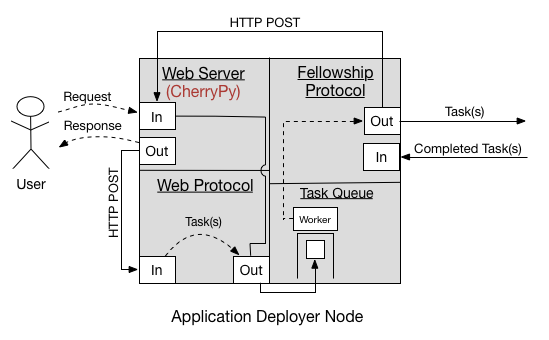 HTTP POST
Web Server
(CherryPy)
Fellowship
Protocol
Request
In
Out
Task(s)
Response
Out
In
Completed Task(s)
User
HTTP POST
Web Protocol
Task Queue
Task(s)
Worker
In
Out
Application Deployer Node